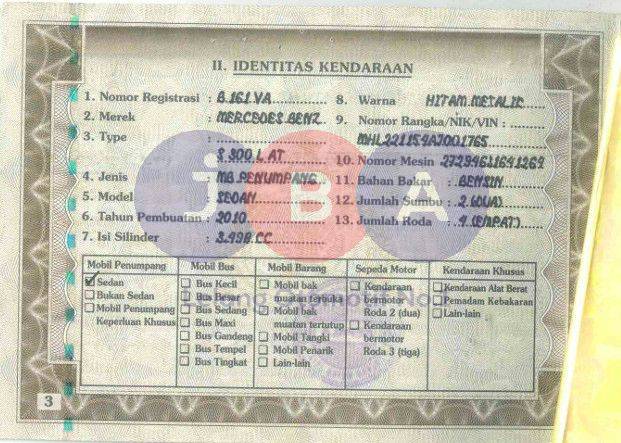 II. IDENTITAS KENDARAAN
1. Nomor Registrasi : B.161.VA
2. Merek : MERCEDES.BENZ
3. Type :
S.300.L.AT
4. Jenis : MB.PENUMPANG
5. Model : SEDAN
6. Tahun Pembuatan : 2010
7. Isi Silinder : 3.498.CC
8. Warna HITAM.METALIK
9. Nomor Rangka/NIK/VIN :
MHL221154AJ001765
10. Nomor Mesin 27294611641269
11. Bahan Bakar : BENSIN
12. Jumlah Sumbu : 2.(DUA)
13. Jumlah Roda : 4.(EMPAT)
JBA
Mobil Penumpang
Sedan
Bukan Sedan
Mobil Penumpang
Keperluan Khusus
Mobil Bus
Bus Kecil
Bus Besar
Bus Sedang
Bus Maxi
Bus Gandeng
Bus Tempel
Bus Tingkat
Mobil Barang
Mobil bak
muatan terbuka
Mobil bak
muatan tertutup
Mobil Tangki
Mobil Penarik
Lain-lain
Sepeda Motor
Kendaraan
bermotor
Roda 2 (dua)
Kendaraan
bermotor
Roda 3 (tiga)
Kendaraan Khusus
Kendaraan Alat Berat
Pemadam Kebakaran
Lain-lain
3